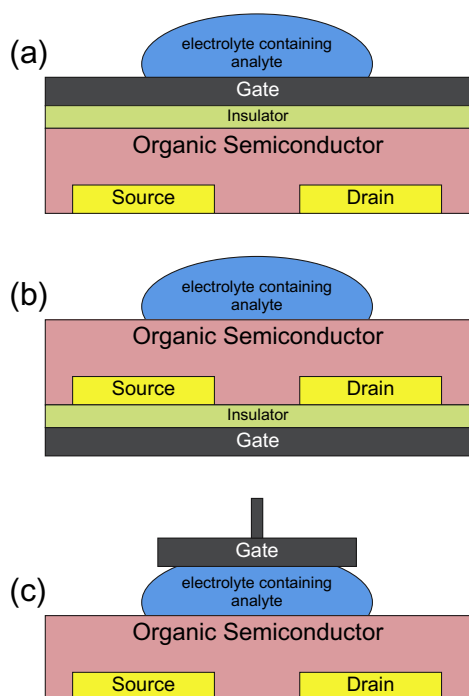 (a)
electrolyte containing
analyte
Gate
Insulator
Organic Semiconductor
Source Drain
(b)
electrolyte containing
analyte
Organic Semiconductor
Source Drain
Insulator
Gate
(c)
Gate
electrolyte containing
analyte
Organic Semiconductor
Source Drain